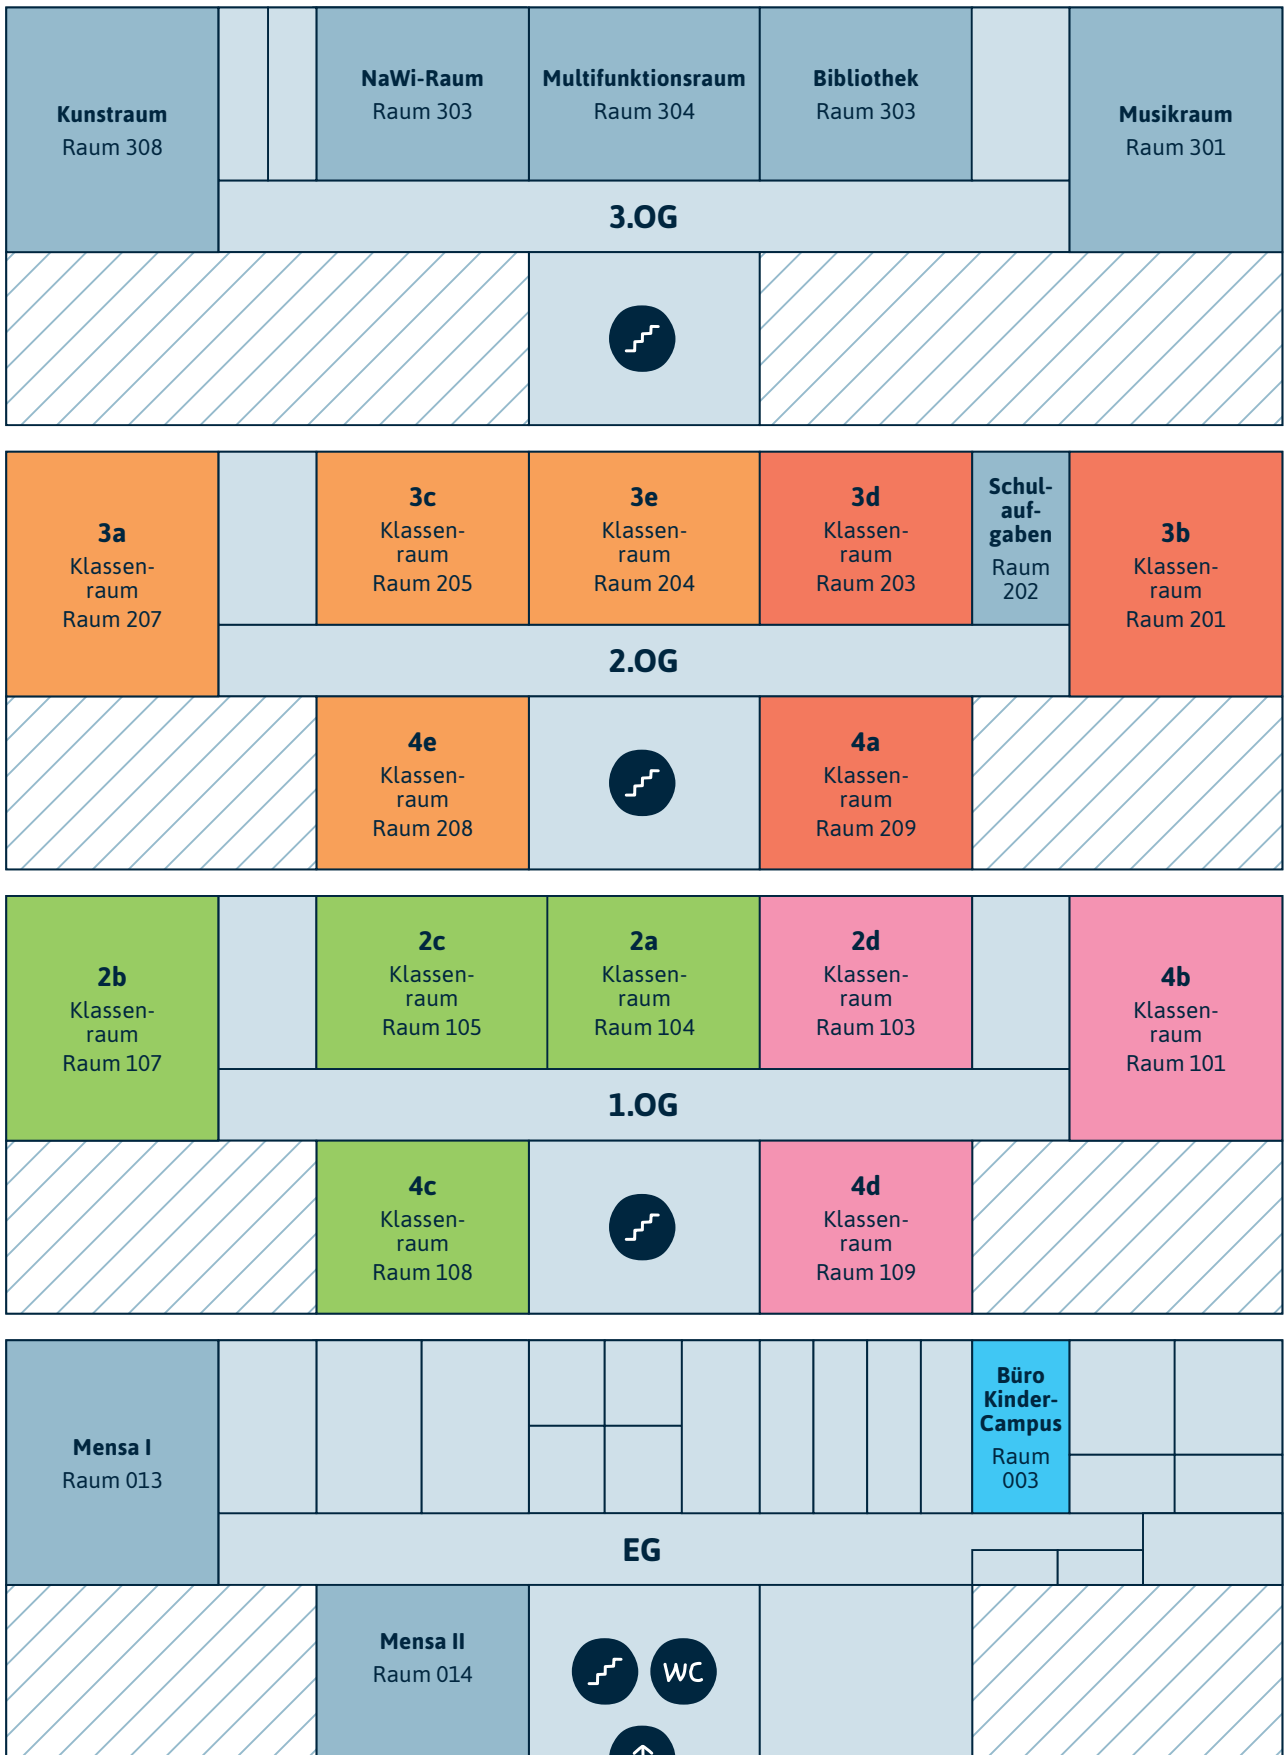 Kunstraum
Raum 308
NaWi-Raum
Raum 303
Multifunktionsraum
Raum 304
Bibliothek
Raum 303
Musikraum
Raum 301
3.OG
3a
Klassen-
raum
Raum 207
3c
Klassen-
raum
Raum 205
3e
Klassen-
raum
Raum 204
3d
Klassen-
raum
Raum 203
Schul-
auf-
gaben
Raum
202
3b
Klassen-
raum
Raum 201
2.OG
4e
Klassen-
raum
Raum 208
4a
Klassen-
raum
Raum 209
2b
Klassen-
raum
Raum 107
2c
Klassen-
raum
Raum 105
2a
Klassen-
raum
Raum 104
2d
Klassen-
raum
Raum 103
4b
Klassen-
raum
Raum 101
1.OG
4c
Klassen-
raum
Raum 108
4d
Klassen-
raum
Raum 109
Mensa I
Raum 013
Büro
Kinder-
Campus
Raum
003
EG
Mensa II
Raum 014
WC